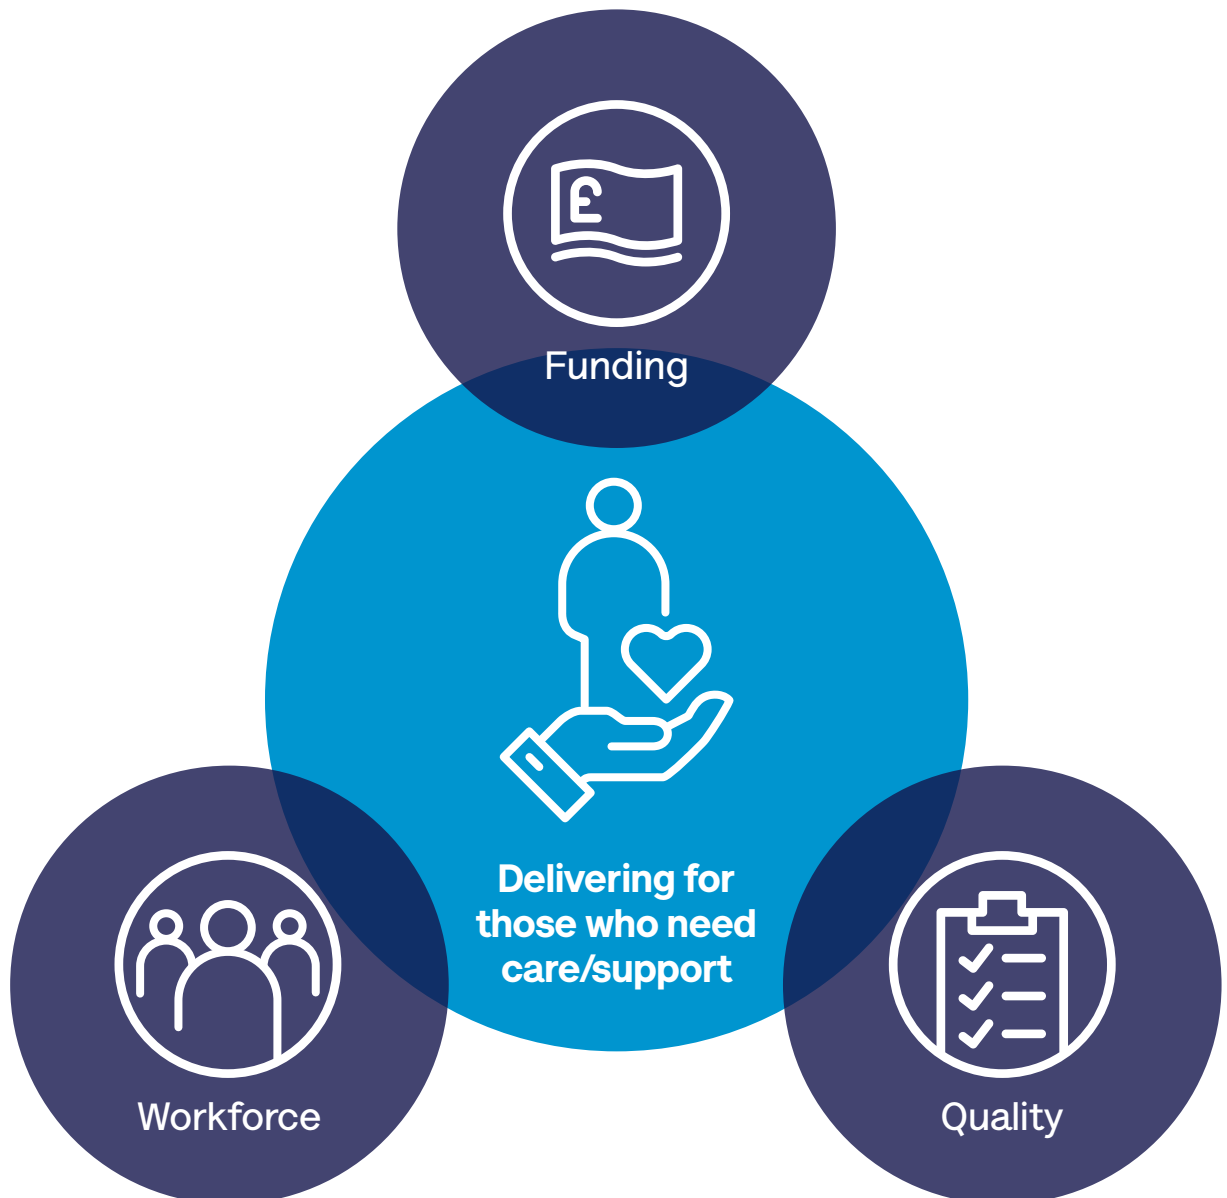 £
Funding
Delivering for
those who need
care/support
Workforce
Quality